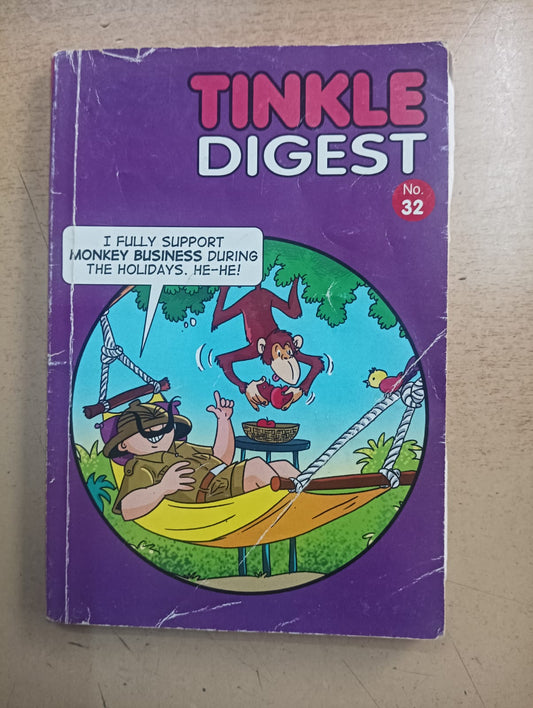 TINKLE
DIGEST
No.
32
I FULLY SUPPORT
MONKEY BUSINESS DURING
THE HOLIDAYS. HE-HE!